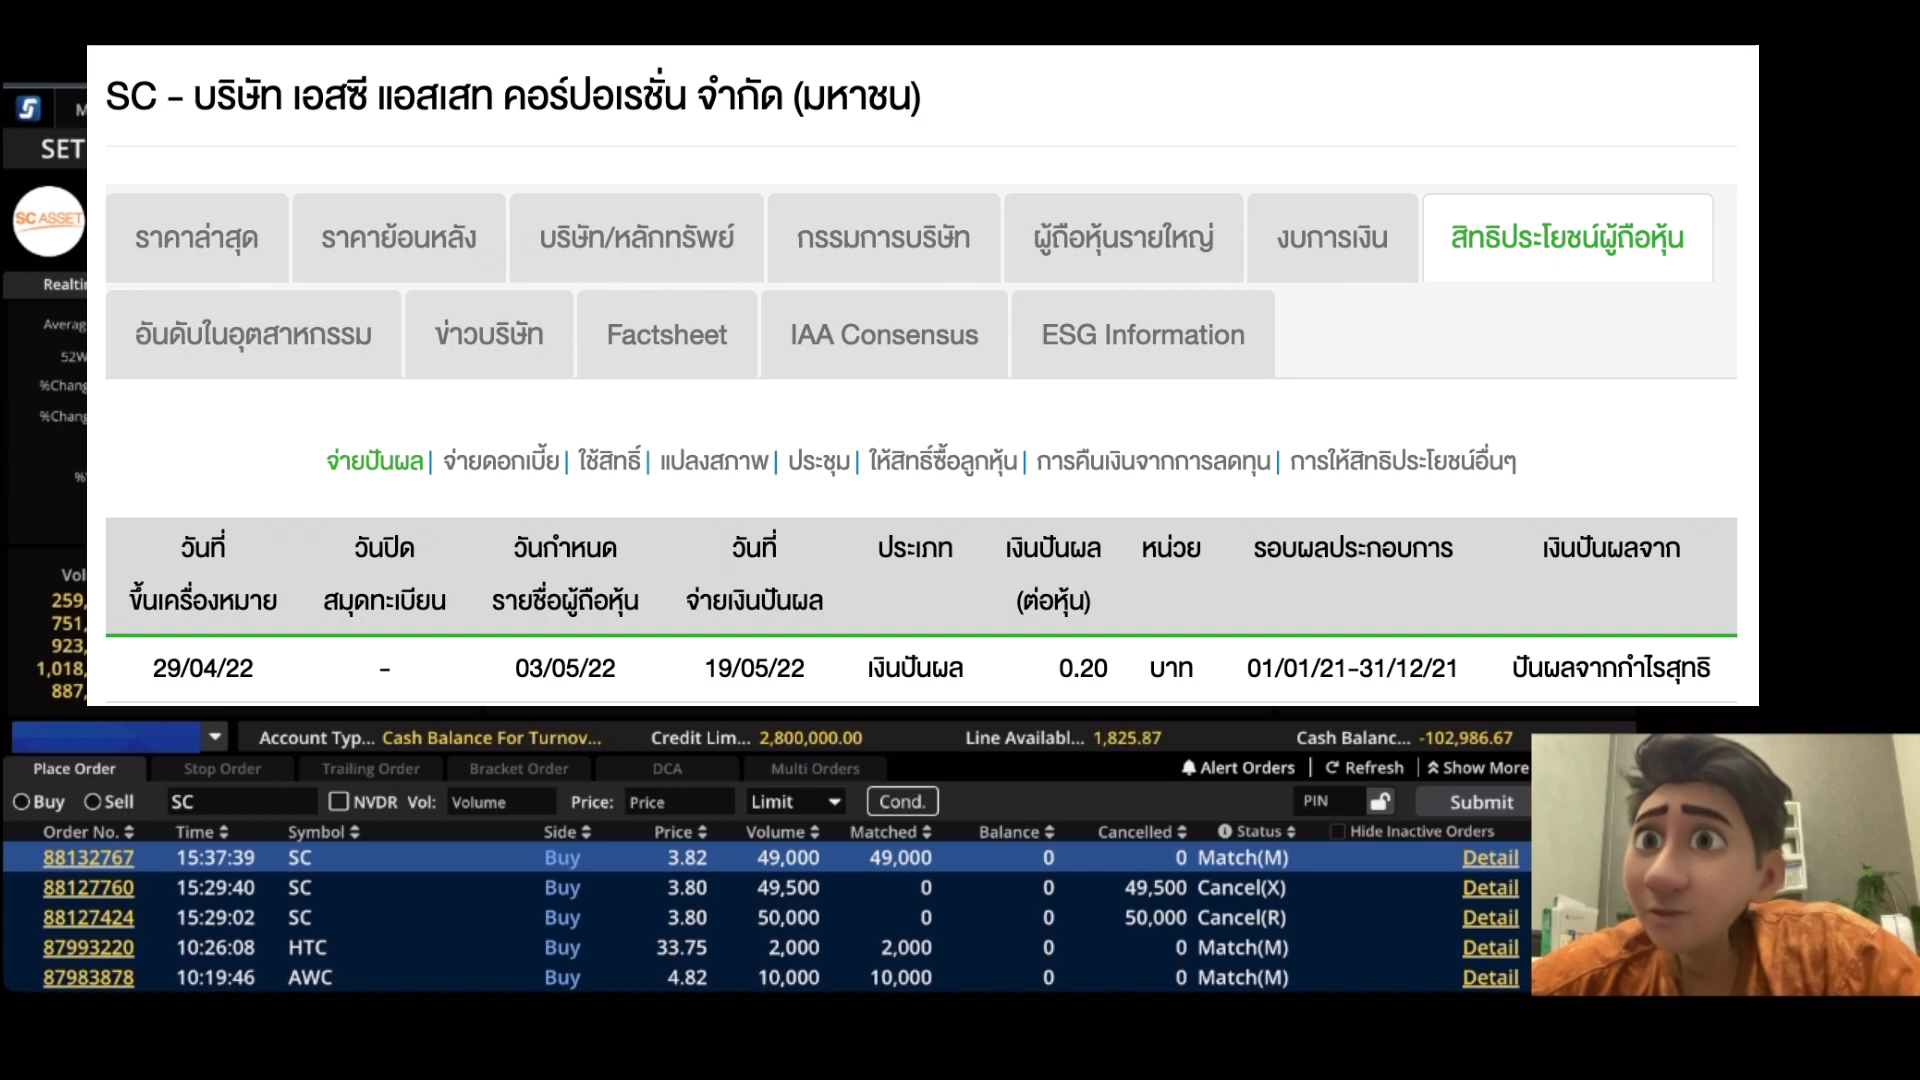 SC - บริษัท เอสซี แอสเสท คอร์ปอเรชั่น จำกัด (มหาชน)
SET
SC ASSET
ราคาล่าสุด ราคาย้อนหลัง บริษัท/หลักทรัพย์ กรรมการบริษัท ผู้ถือหุ้นรายใหญ่ งบการเงิน สิทธิประโยชน์ผู้ถือหุ้น
อันดับในอุตสาหกรรม ข่าวบริษัท Factsheet IAA Consensus ESG Information
จ่ายปันผล | จ่ายดอกเบี้ย | ใช้สิทธิ์ | แปลงสภาพ | ประชุม | ให้สิทธิ์ซื้อลูกหุ้น | การคืนเงินจากการลดทุน | การให้สิทธิประโยชน์อื่นๆ
วันที่ วันปิด วันกำหนด วันที่ ประเภท เงินปันผล หน่วย รอบผลประกอบการ เงินปันผลจาก
ขึ้นเครื่องหมาย สมุดทะเบียน รายชื่อผู้ถือหุ้น จ่ายเงินปันผล (ต่อหุ้น)
29/04/22 - 03/05/22 19/05/22 เงินปันผล 0.20 บาท 01/01/21-31/12/21 ปันผลจากกำไรสุทธิ
52W
%Chang
%Chang
259,
751,
923,
1,018,
887,
Account Typ... Cash Balance For Turnov... Credit Lim... 2,800,000.00 Line Availabl... 1,825.87 Cash Balanc... -102,986.67
Place Order Stop Order Trailing Order Bracket Order DCA Multi Orders Alert Orders | Refresh | Show More
Buy Sell SC NVDR Vol: Volume Price: Price Limit Cond. PIN Submit
Order No. Time Symbol Side Price Volume Matched Balance Cancelled Status Hide Inactive Orders
88132767 15:37:39 SC Buy 3.82 49,000 49,000 0 0 Match(M) Detail
88127760 15:29:40 SC Buy 3.80 49,500 0 0 49,500 Cancel(X) Detail
88127424 15:29:02 SC Buy 3.80 50,000 0 0 50,000 Cancel(R) Detail
87993220 10:26:08 HTC Buy 33.75 2,000 2,000 0 0 Match(M) Detail
87983878 10:19:46 AWC Buy 4.82 10,000 10,000 0 0 Match(M) Detail